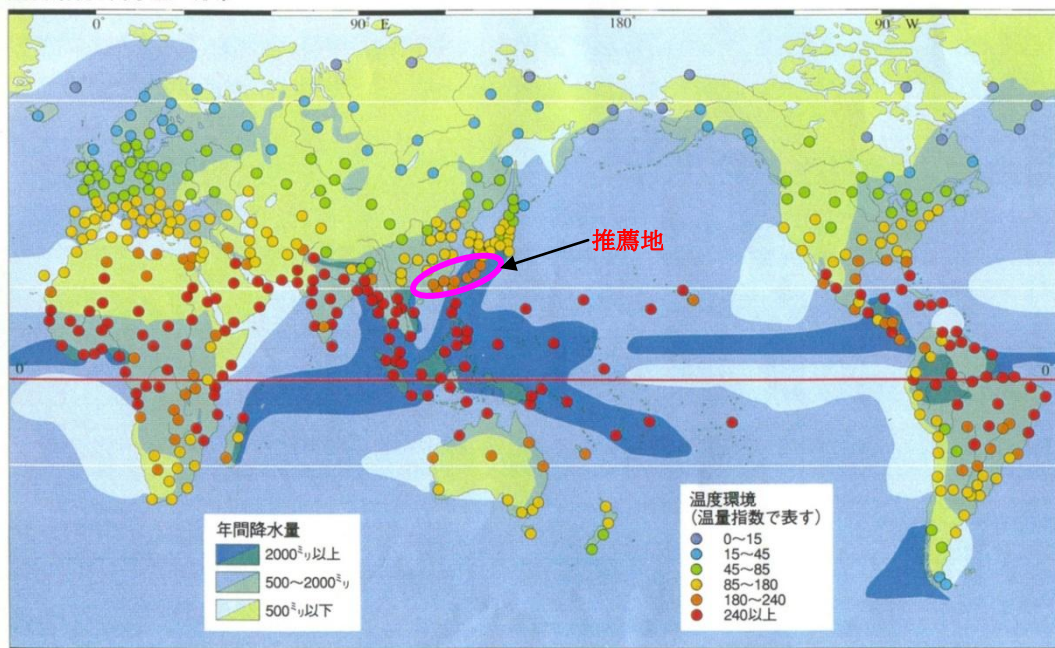 0° 90° E 180° 90° W
推薦地
0° 0
年間降水量
2000ミリ以上
500～2000ミリ
500ミリ以下
温度環境
(温量指数で表す)
0～15
15～45
45～85
85～180
180～240
240以上